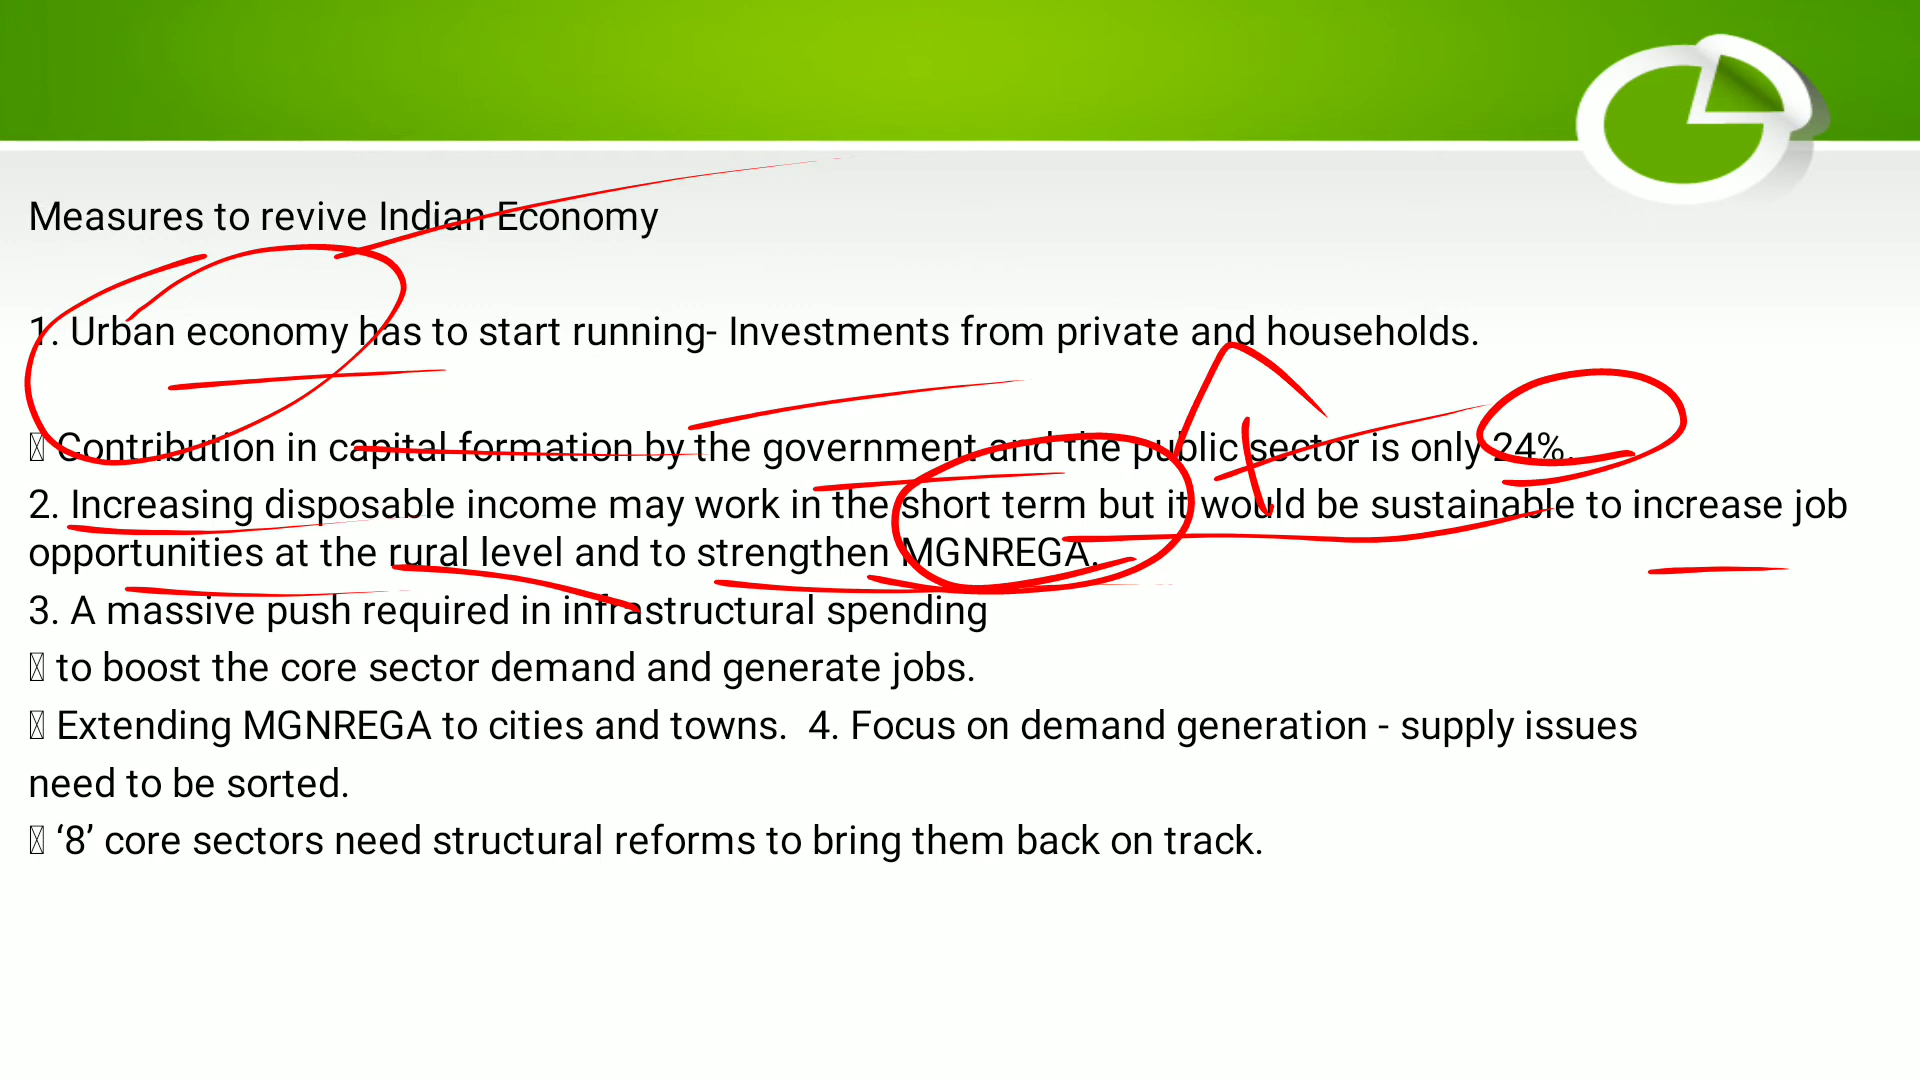 Measures to revive Indian Economy
1. Urban economy has to start running- Investments from private and households.
Contribution in capital formation by the government and the public sector is only 24%.
2. Increasing disposable income may work in the short term but it would be sustainable to increase job
opportunities at the rural level and to strengthen MGNREGA.
3. A massive push required in infrastructural spending
to boost the core sector demand and generate jobs.
Extending MGNREGA to cities and towns.  4. Focus on demand generation - supply issues
need to be sorted.
‘8’ core sectors need structural reforms to bring them back on track.